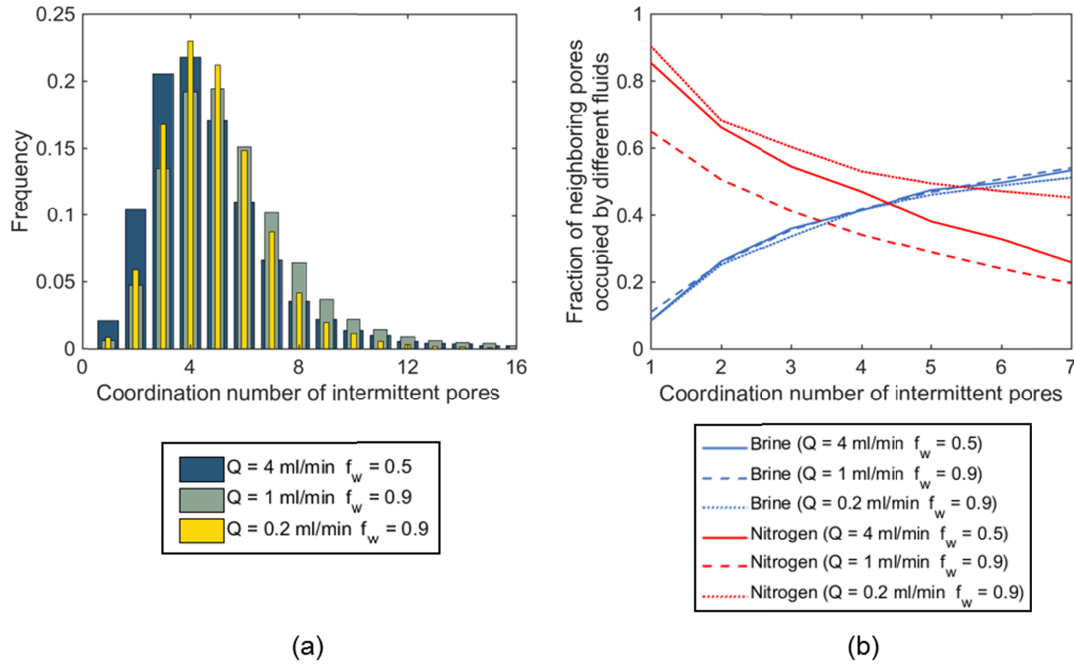 0.25
0.2
0.15
0.1
0.05
0
Frequency
0 4 8 12 16
Coordination number of intermittent pores
Q = 4 ml/min f_w = 0.5
Q = 1 ml/min f_w = 0.9
Q = 0.2 ml/min f_w = 0.9
(a)
1
0.8
0.6
0.4
0.2
0
Fraction of neighboring pores
occupied by different fluids
1 2 3 4 5 6 7
Coordination number of intermittent pores
Brine (Q = 4 ml/min f_w = 0.5)
Brine (Q = 1 ml/min f_w = 0.9)
Brine (Q = 0.2 ml/min f_w = 0.9)
Nitrogen (Q = 4 ml/min f_w = 0.5)
Nitrogen (Q = 1 ml/min f_w = 0.9)
Nitrogen (Q = 0.2 ml/min f_w = 0.9)
(b)